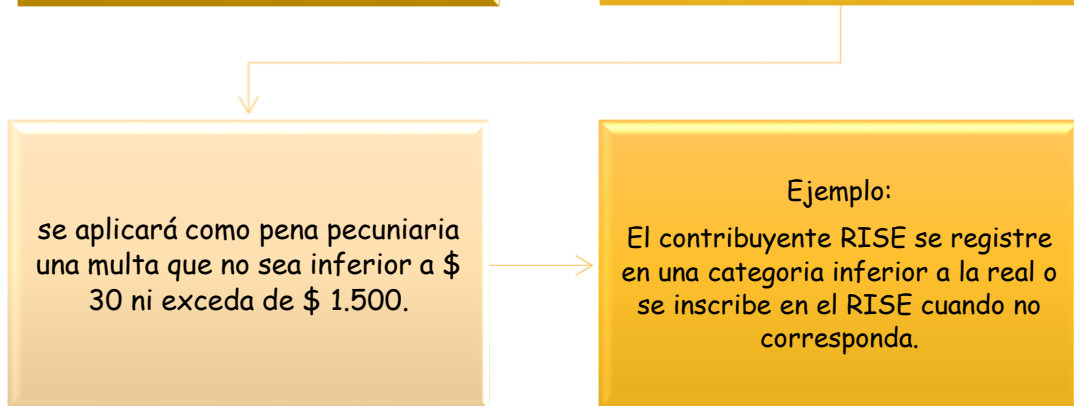 se aplicará como pena pecuniaria
una multa que no sea inferior a $
30 ni exceda de $ 1.500.
Ejemplo:
El contribuyente RISE se registre
en una categoria inferior a la real o
se inscribe en el RISE cuando no
corresponda.